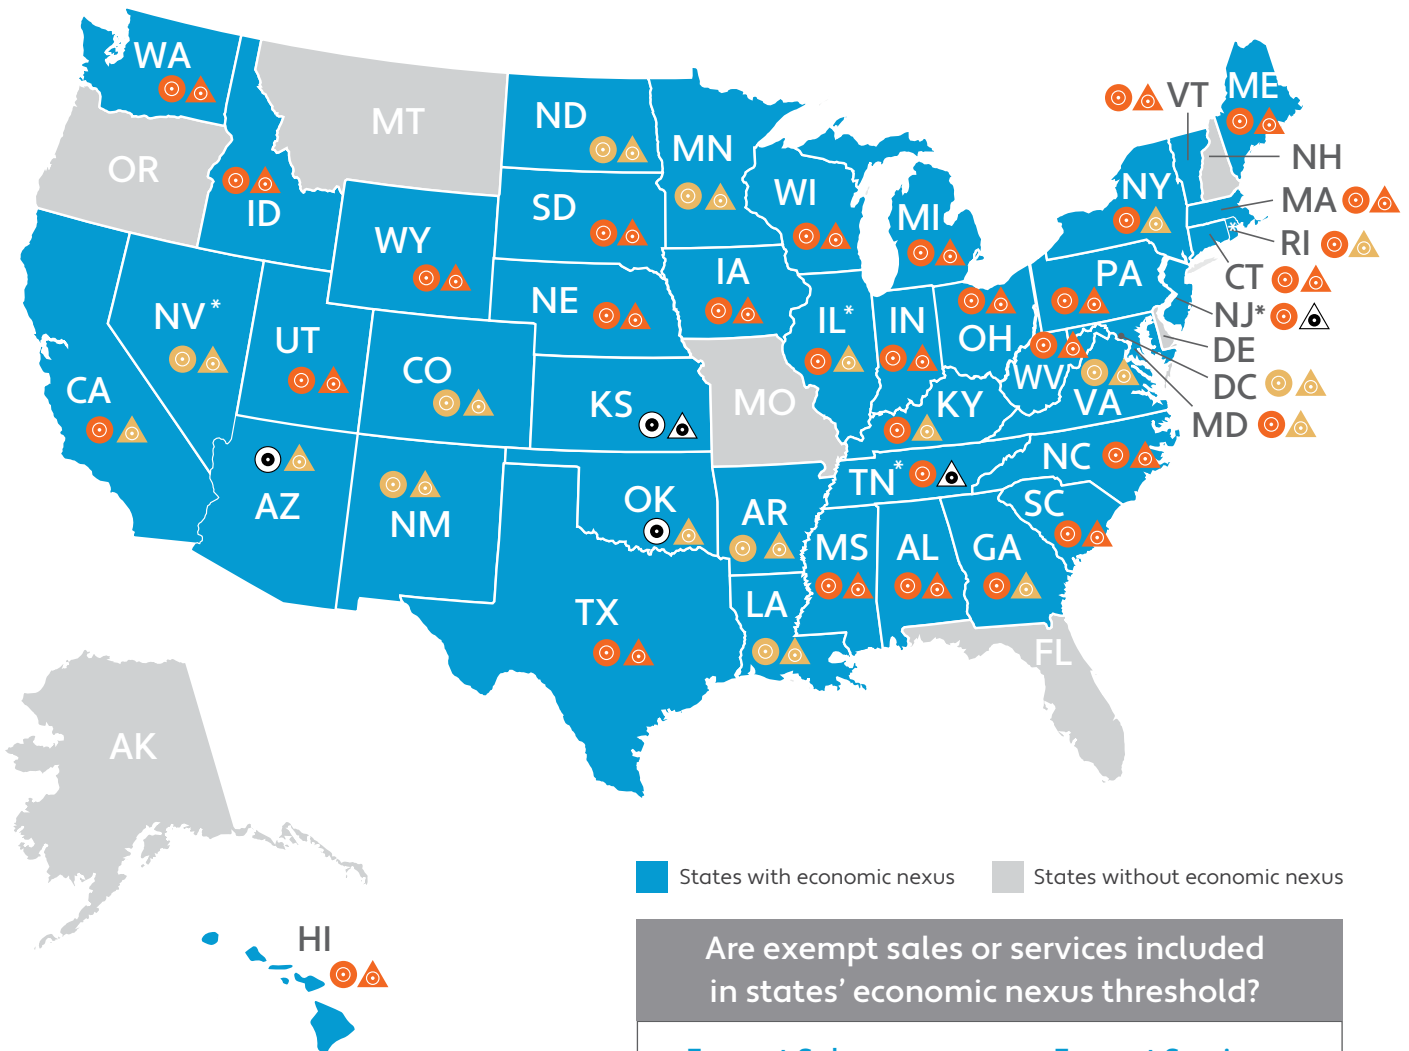 WA
MT
ND
MN
VT
ME
OR
ID
SD
WI
MI
NY
NH
MA
WY
IA
PA
* RI
NV*
NE
IL*
IN
OH
CT
NJ*
UT
CO
DE
CA
KS
MO
WV
VA
DC
KY
MD
AZ
NM
OK
AR
TN*
NC
SC
MS
AL
GA
TX
LA
FL
AK
HI
States with economic nexus
States without economic nexus
Are exempt sales or services included
in states' economic nexus threshold?